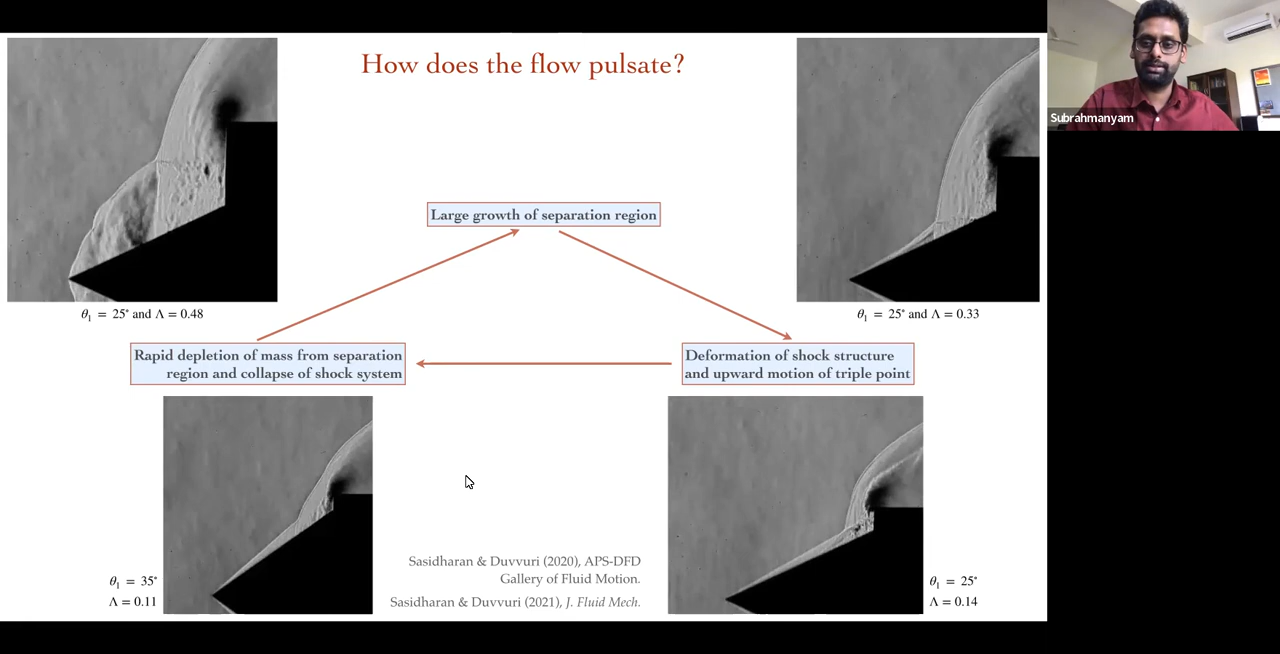 How does the flow pulsate?
Subrahmanyam
Large growth of separation region
θ₁ = 25° and Λ = 0.48
θ₁ = 25° and Λ = 0.33
Rapid depletion of mass from separation
region and collapse of shock system
Deformation of shock structure
and upward motion of triple point
Sasidharan & Duvvuri (2020), APS-DFD
Gallery of Fluid Motion.
Sasidharan & Duvvuri (2021), J. Fluid Mech.
θ₁ = 35°
Λ = 0.11
θ₁ = 25°
Λ = 0.14